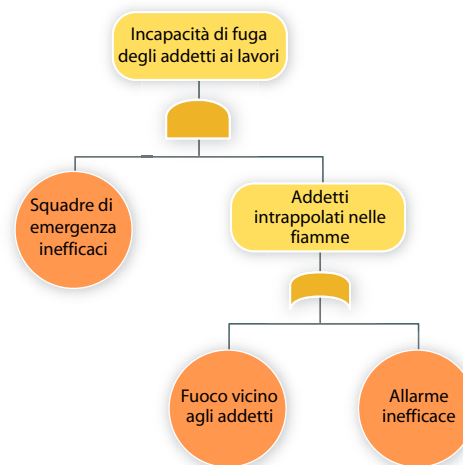 Incapacità di fuga
degli addetti ai lavori
Squadre di
emergenza
inefficaci
Addetti
intrappolati nelle
fiamme
Fuoco vicino
agli addetti
Allarme
inefficace